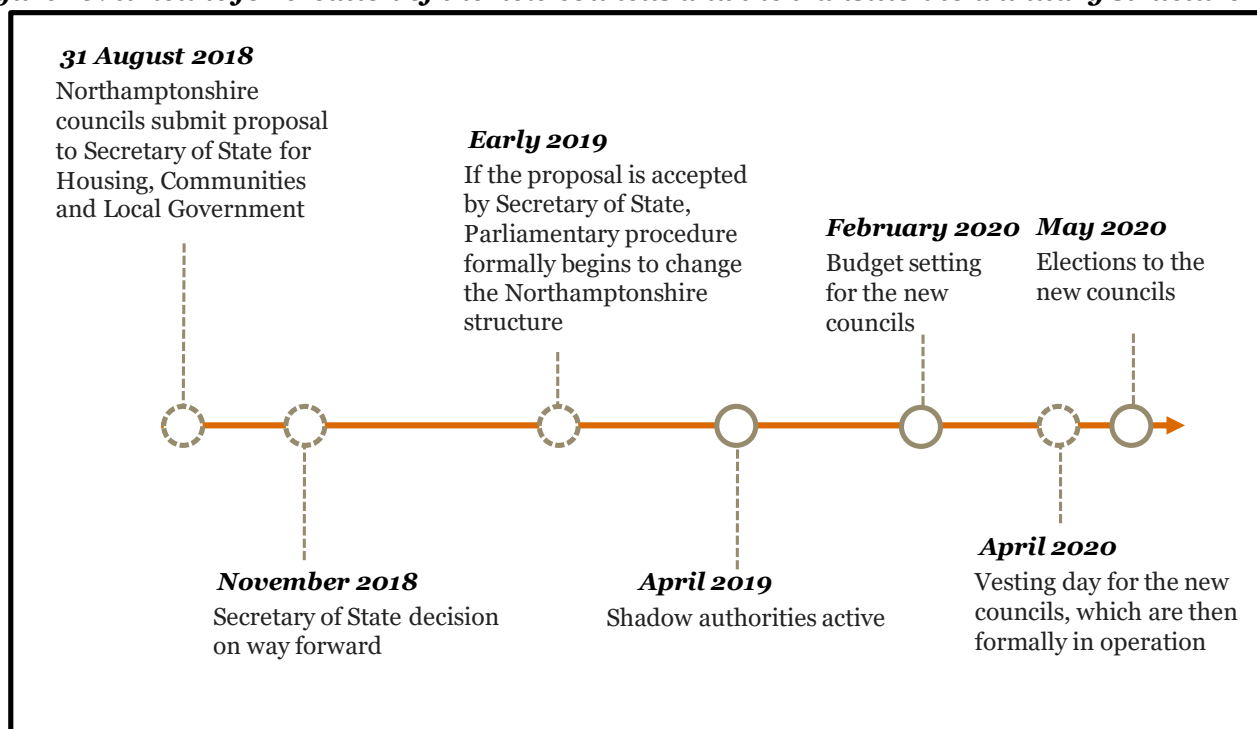 31 August 2018
Northamptonshire
councils submit proposal
to Secretary of State for
Housing, Communities
and Local Government
Early 2019
If the proposal is accepted
by Secretary of State,
Parliamentary procedure
formally begins to change
the Northamptonshire
structure
February 2020
Budget setting
for the new
councils
May 2020
Elections to the
new councils
November 2018
Secretary of State decision
on way forward
April 2019
Shadow authorities active
April 2020
Vesting day for the new
councils, which are then
formally in operation